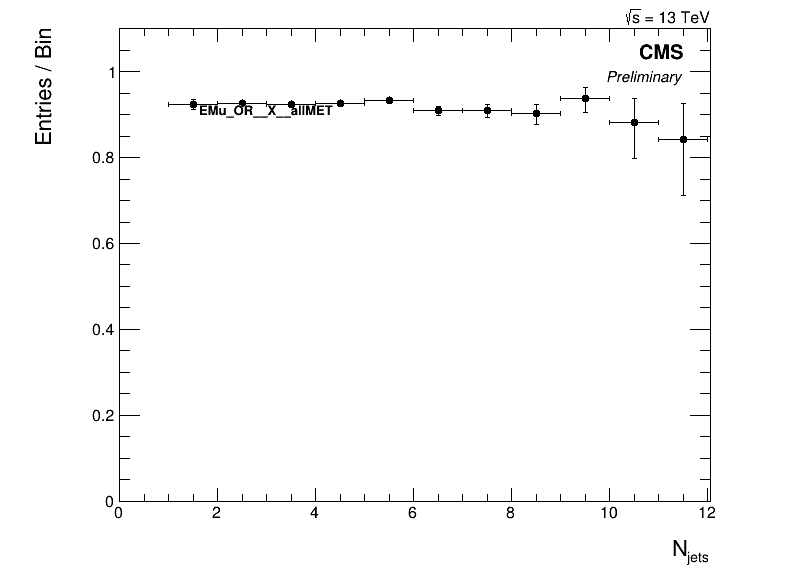 √s = 13 TeV
Entries / Bin
CMS
Preliminary
1
EMu_OR__X__allMET
0.8
0.6
0.4
0.2
0
0 2 4 6 8 10 12
N_jets